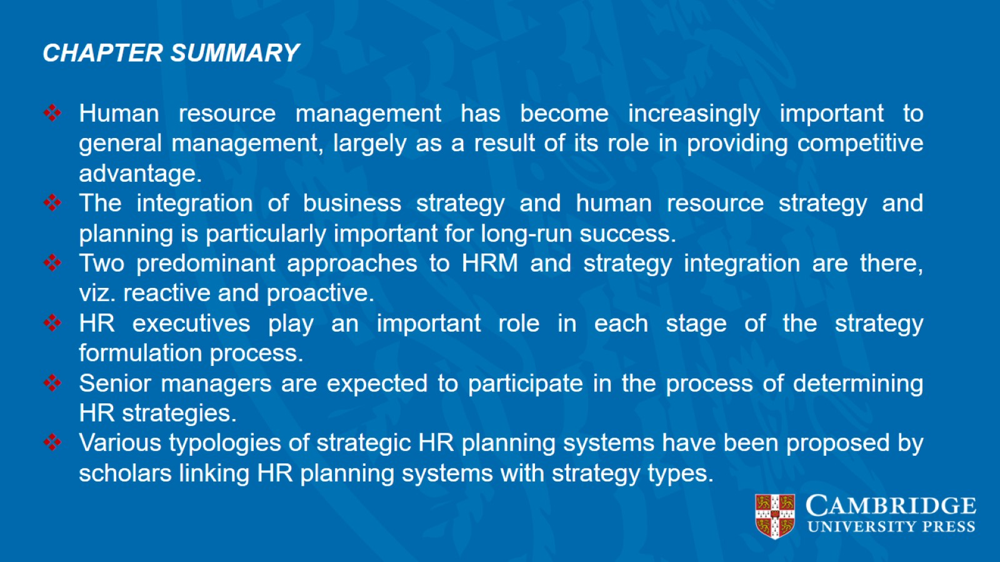 CHAPTER SUMMARY
Human resource management has become increasingly important to
general management, largely as a result of its role in providing competitive
advantage.
The integration of business strategy and human resource strategy and
planning is particularly important for long-run success.
Two predominant approaches to HRM and strategy integration are there,
viz. reactive and proactive.
HR executives play an important role in each stage of the strategy
formulation process.
Senior managers are expected to participate in the process of determining
HR strategies.
Various typologies of strategic HR planning systems have been proposed by
scholars linking HR planning systems with strategy types.
CAMBRIDGE
UNIVERSITY PRESS